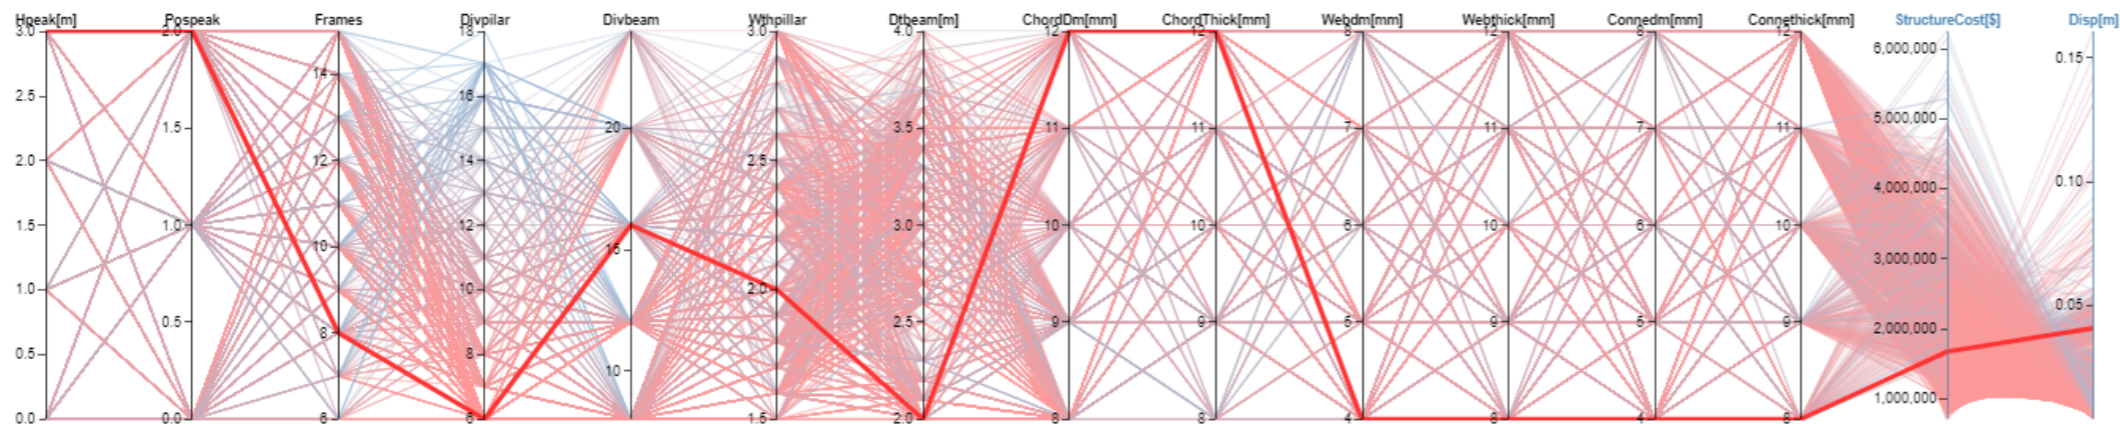 Hpeak[m] Pospeak Frames Divpilar Divbeam Wthpillar Dtbeam[m] ChordDm[mm] ChordThick[mm] Webdm[mm] Webthick[mm] Connedm[mm] Connethick[mm] StructureCost[$] Disp[m]
3.0 2.0 18 3.0 4.0 12 12 8 12 8 12
6,000,000 0.15
14
2.5 16
1.5 20 3.5 11 11 7 11 7 11 5,000,000
2.0 12 14 2.5
4,000,000 0.10
1.5 1.0 12 3.0 10 10 6 10 6 10
10 15
3,000,000
1.0 10 2.0
0.05
0.5 2.5 9 9 5 9 5 9 2,000,000
8
0.5 8
10
1,000,000
0.0 0.0 6 6 1.5 2.0 8 8 4 8 4 8